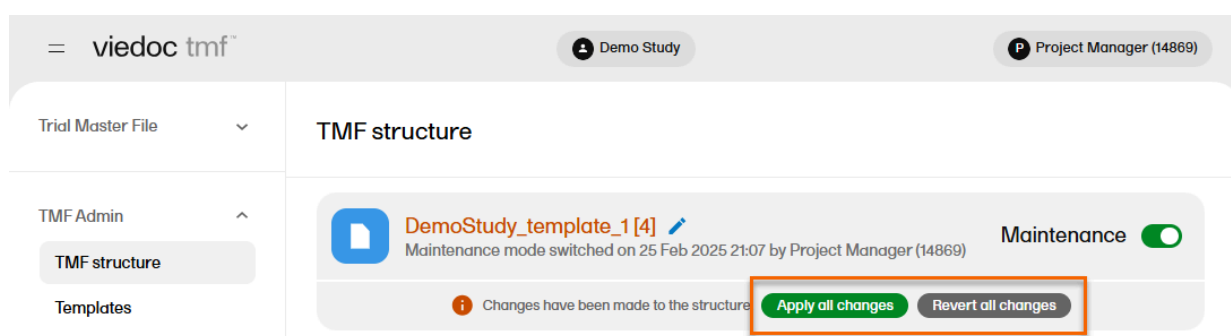 viedoc tmf™
Demo Study
P Project Manager (14869)
Trial Master File
TMF structure
TMF Admin
TMF structure
Templates
DemoStudy_template_1 [4]
Maintenance mode switched on 25 Feb 2025 21:07 by Project Manager (14869)
Maintenance
Changes have been made to the structure
Apply all changes
Revert all changes